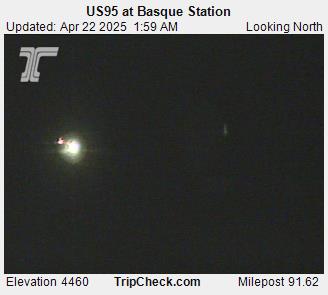 US95 at Basque Station
Updated: Apr 22 2025 1:59 AM Looking North
Elevation 4460 TripCheck.com Milepost 91.62